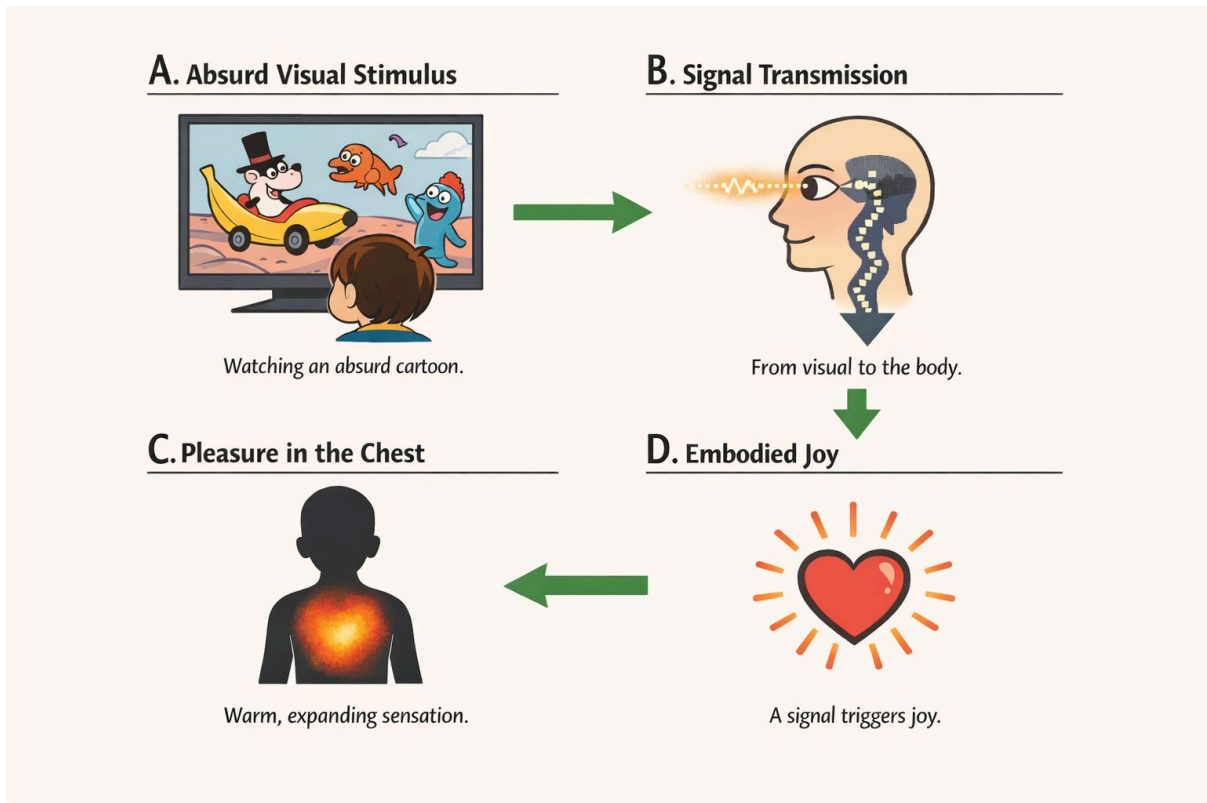 A. Absurd Visual Stimulus
B. Signal Transmission
Watching an absurd cartoon.
From visual to the body.
C. Pleasure in the Chest
D. Embodied Joy
Warm, expanding sensation.
A signal triggers joy.